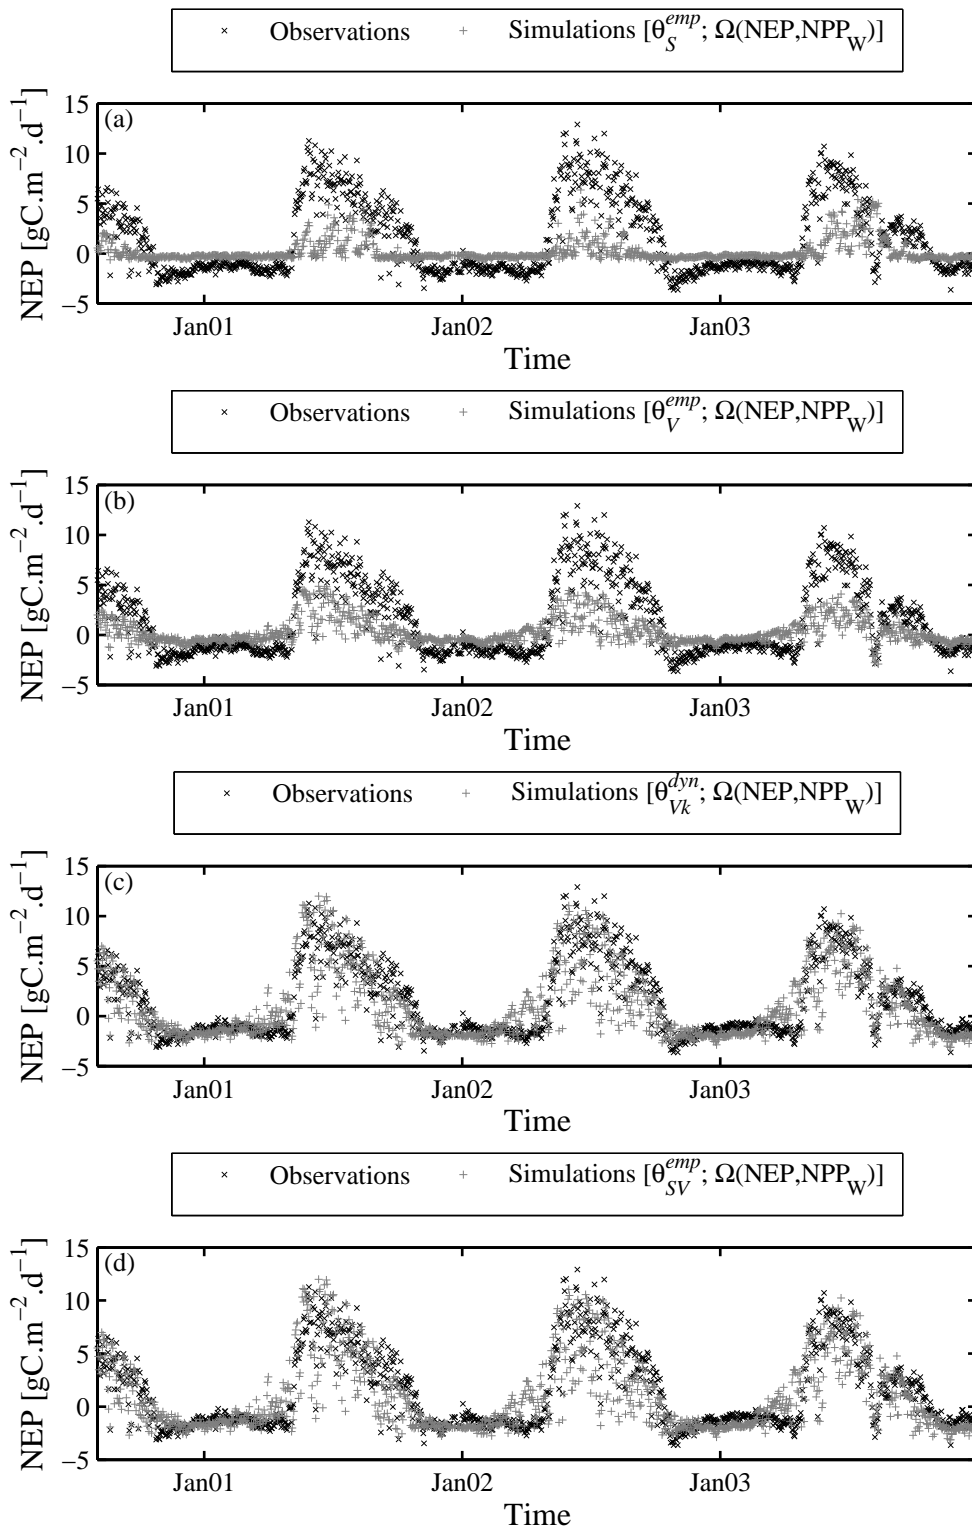 Observations Simulations [θ_S^emp; Ω(NEP,NPP_W)]
(a)
15
10
5
0
−5
NEP [gC.m⁻².d⁻¹]
Jan01 Jan02 Jan03
Time
Observations Simulations [θ_V^emp; Ω(NEP,NPP_W)]
(b)
15
10
5
0
−5
NEP [gC.m⁻².d⁻¹]
Jan01 Jan02 Jan03
Time
Observations Simulations [θ_Vk^dyn; Ω(NEP,NPP_W)]
(c)
15
10
5
0
−5
NEP [gC.m⁻².d⁻¹]
Jan01 Jan02 Jan03
Time
Observations Simulations [θ_SV^emp; Ω(NEP,NPP_W)]
(d)
15
10
5
0
−5
NEP [gC.m⁻².d⁻¹]
Jan01 Jan02 Jan03
Time